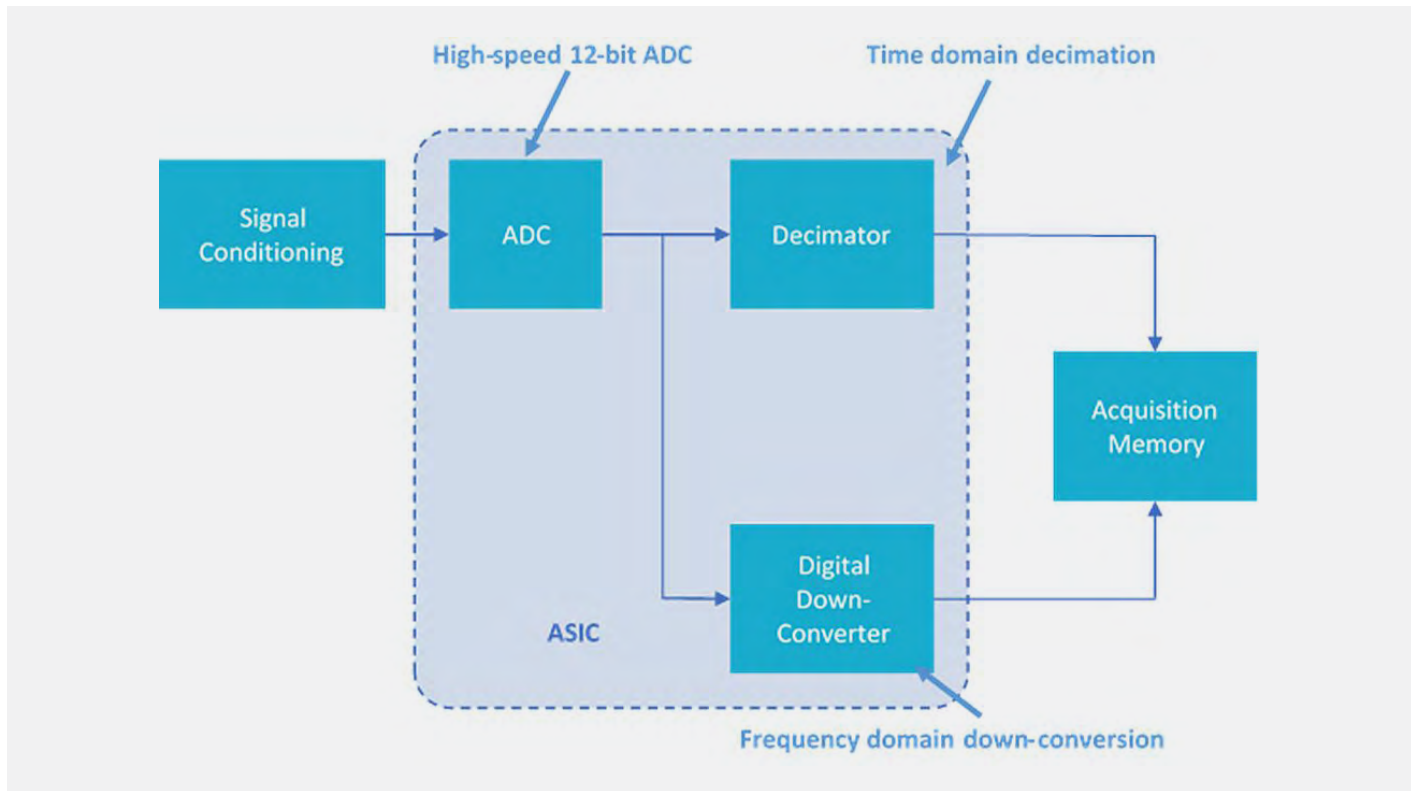 High-speed 12-bit ADC
Time domain decimation
Signal
Conditioning
ADC
Decimator
Acquisition
Memory
Digital
Down-
Converter
ASIC
Frequency domain down-conversion